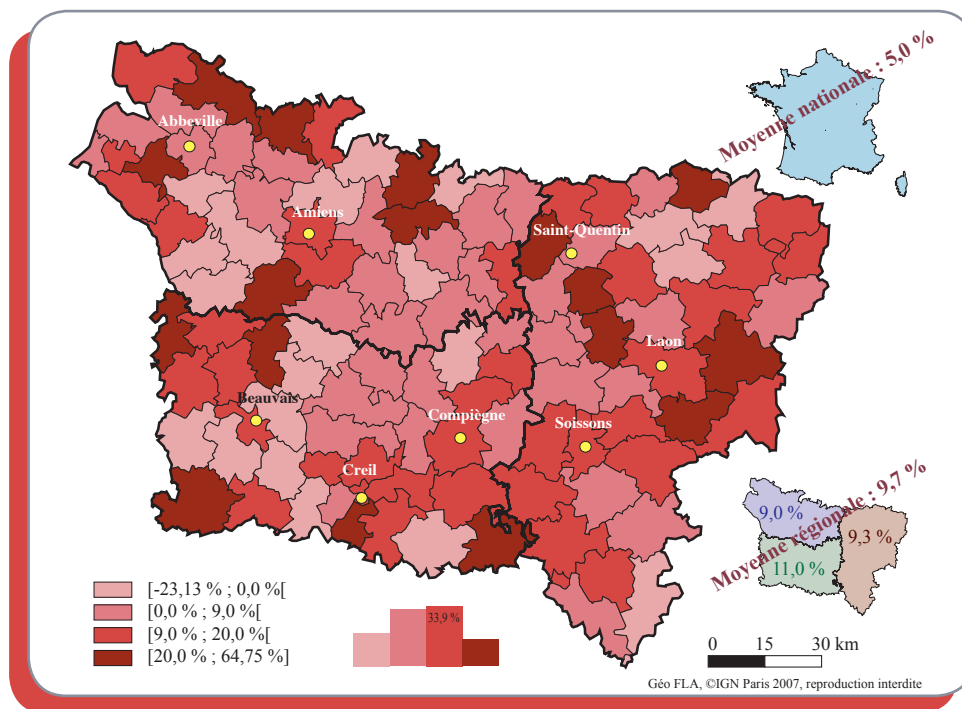 Moyenne nationale : 5,0 %
Abbeville
Amiens
Saint-Quentin
Laon
Beauvais
Compiègne
Soissons
Creil
Moyenne régionale : 9,7 %
9,0 %
9,3 %
11,0 %
[-23,13 % ; 0,0 %[
[0,0 % ; 9,0 %[
[9,0 % ; 20,0 %[
[20,0 % ; 64,75 %]
33,9 %
0 15 30 km
Géo FLA, ©IGN Paris 2007, reproduction interdite